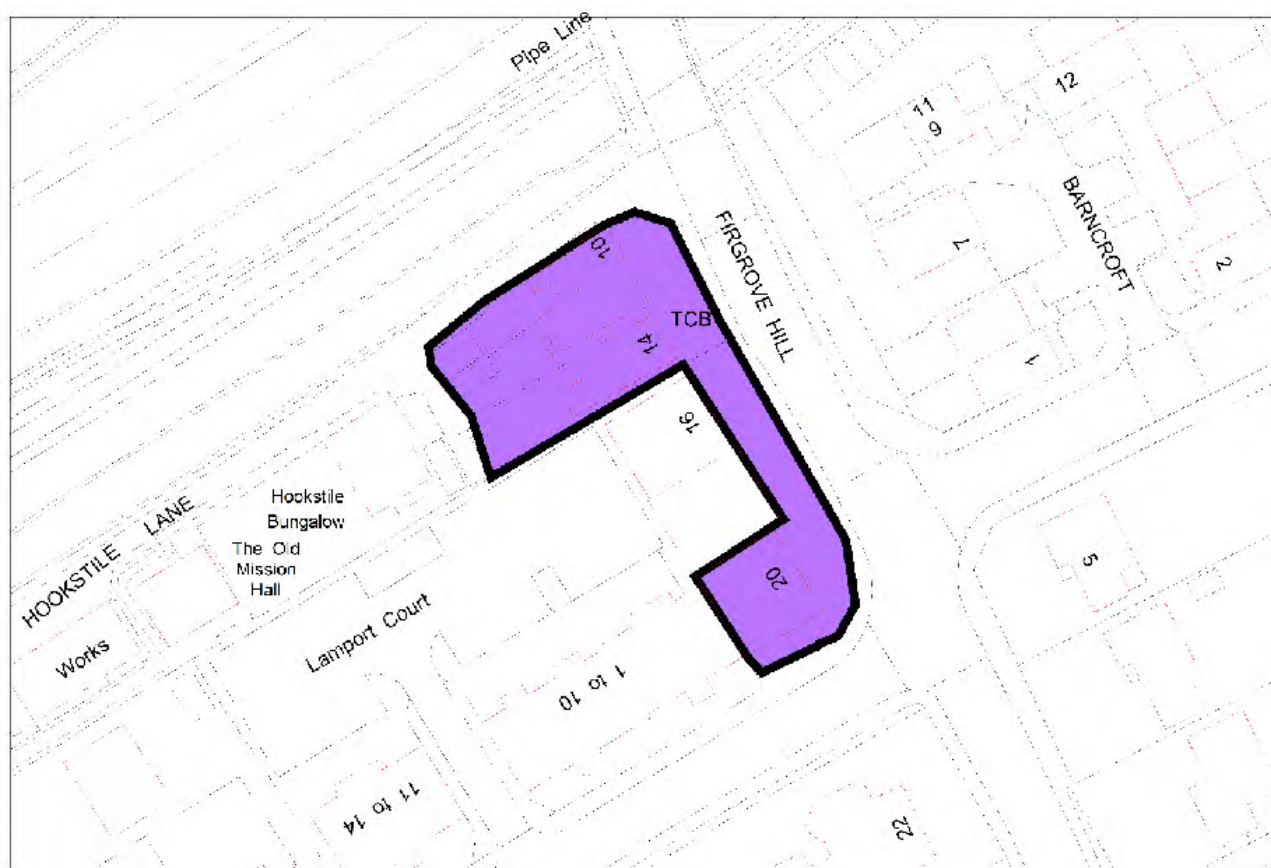 Pipe Line
12
11
9
BARNCROFT
FIRGROVE HILL
10
7
2
TCB
14
1
16
HOOKSTILE LANE
Hookstile
Bungalow
The Old
Mission
Hall
5
20
Works
Lamport Court
1 to 10
11 to 14
22